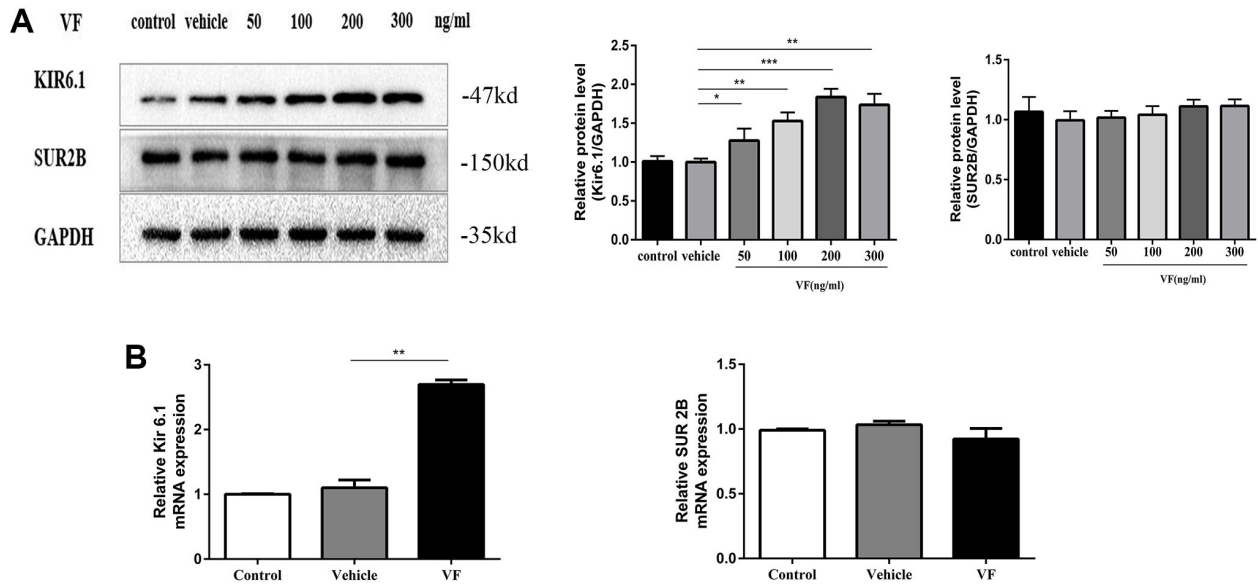 A
VF control vehicle 50 100 200 300 ng/ml
KIR6.1
-47kd
SUR2B
-150kd
GAPDH
-35kd
Relative protein level
(Kir6.1/GAPDH)
2.5
2.0
1.5
1.0
0.5
0.0
*
**
***
**
control vehicle 50 100 200 300
VF(ng/ml)
Relative protein level
(SUR2B/GAPDH)
1.5
1.0
0.5
0.0
control vehicle 50 100 200 300
VF(ng/ml)
B
Relative Kir 6.1
mRNA expression
3
2
1
0
**
Control Vehicle VF
Relative SUR 2B
mRNA expression
1.5
1.0
0.5
0.0
Control Vehicle VF